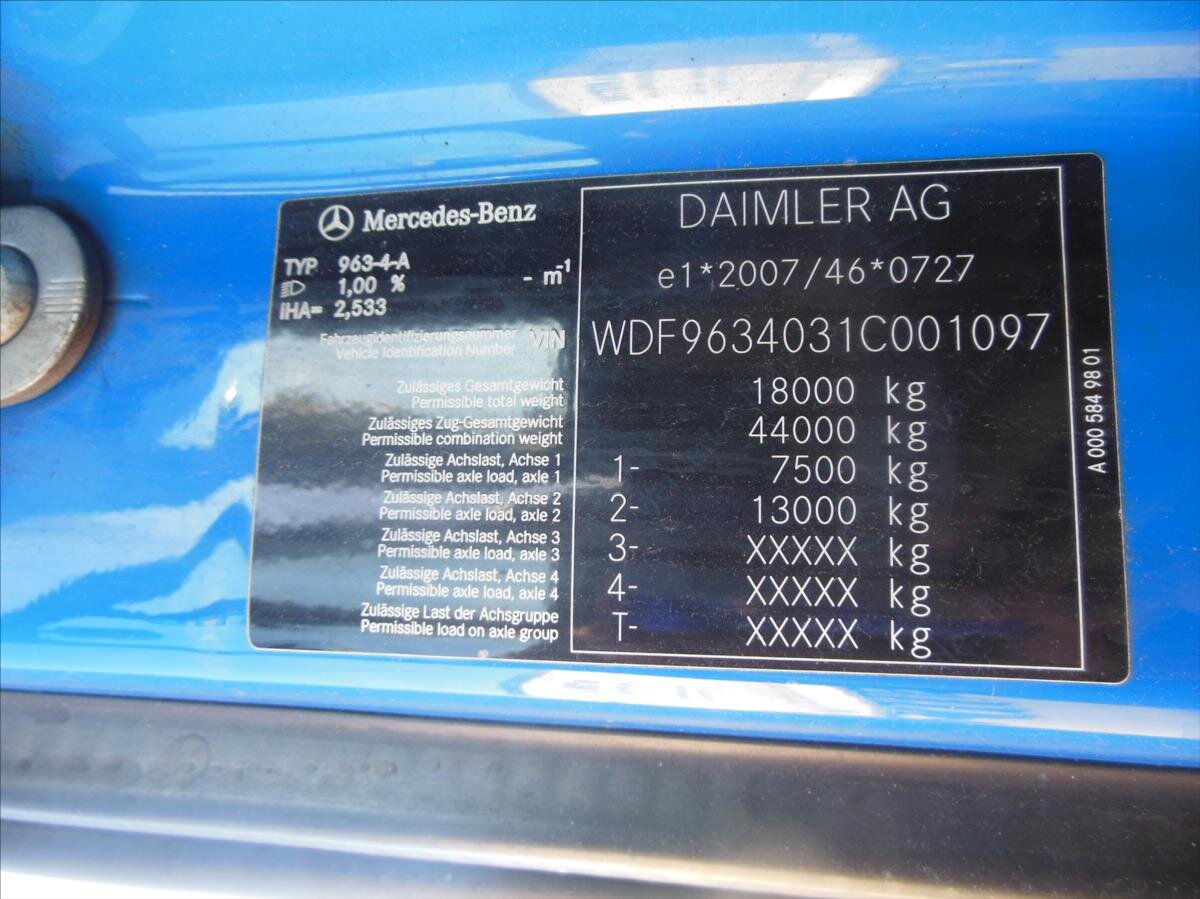 Mercedes-Benz
DAIMLER AG
TYP 963-4-A
1,00 % - m-1
IHA= 2,533
e1*2007/46*0727
Fahrzeugidentifizierungsnummer
Vehicle Identification Number VIN WDF9634031C001097
Zulässiges Gesamtgewicht
Permissible total weight 18000 kg
Zulässiges Zug-Gesamtgewicht
Permissible combination weight 44000 kg
Zulässige Achslast, Achse 1
Permissible axle load, axle 1 1- 7500 kg
Zulässige Achslast, Achse 2
Permissible axle load, axle 2 2- 13000 kg
Zulässige Achslast, Achse 3
Permissible axle load, axle 3 3- XXXXX kg
Zulässige Achslast, Achse 4
Permissible axle load, axle 4 4- XXXXX kg
Zulässige Last der Achsgruppe
Permissible load on axle group T- XXXXX kg
A 000 584 98 01